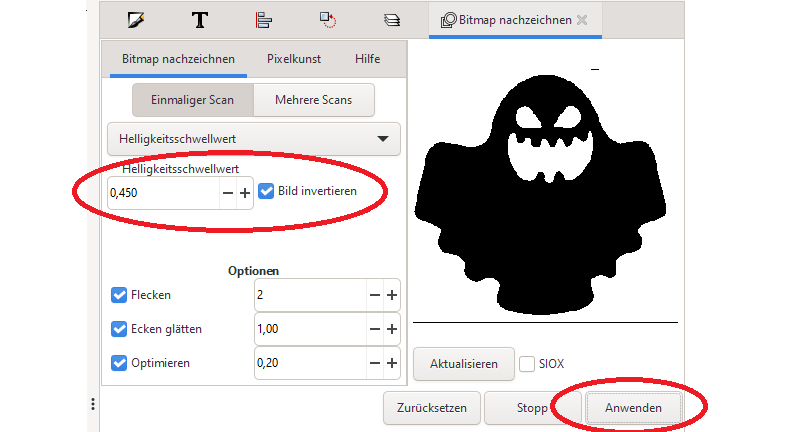 Bitmap nachzeichnen
Bitmap nachzeichnen Pixelkunst Hilfe
Einmaliger Scan Mehrere Scans
Helligkeitsschwellwert
Helligkeitsschwellwert
0,450 Bild invertieren
Optionen
Flecken 2
Ecken glätten 1,00
Optimieren 0,20
Aktualisieren SIOX
Zurücksetzen Stopp Anwenden